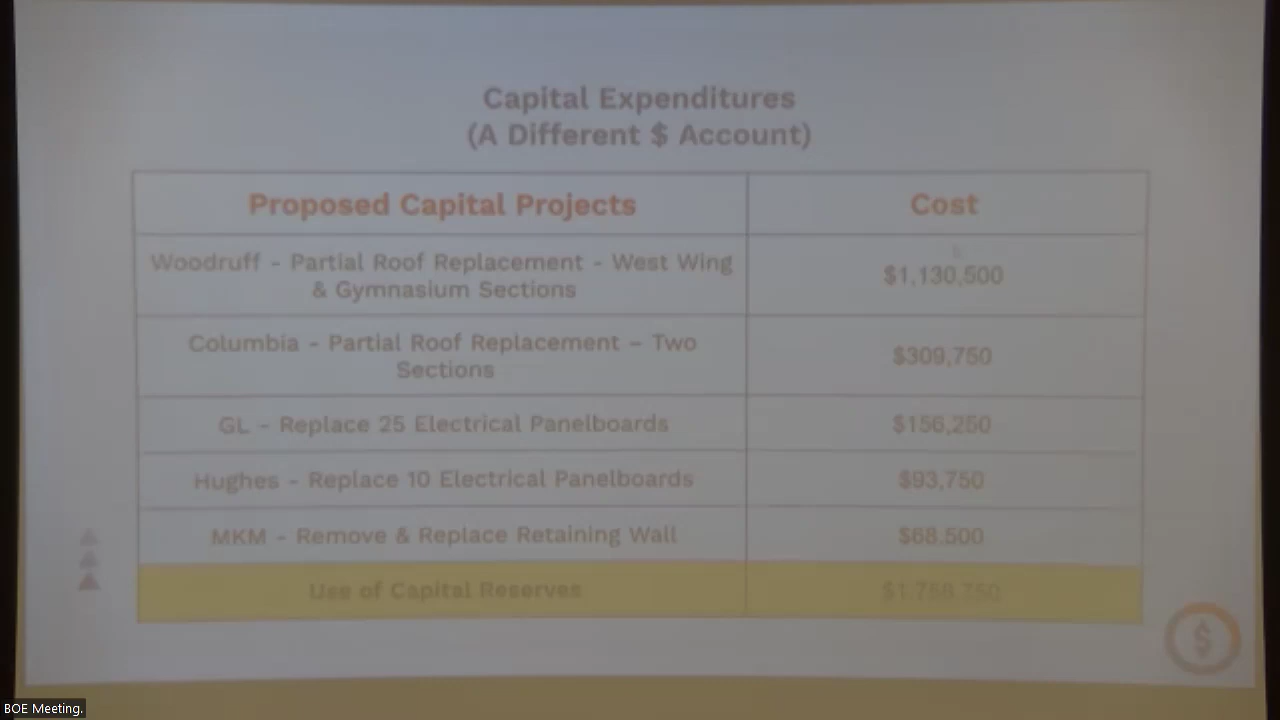 Capital Expenditures
(A Different $ Account)
Proposed Capital Projects
Cost
Woodruff - Partial Roof Replacement - West Wing
& Gymnasium Sections
$1,130,500
Columbia - Partial Roof Replacement – Two
Sections
$309,750
GL - Replace 25 Electrical Panelboards
$156,250
Hughes - Replace 10 Electrical Panelboards
$93,750
MKM - Remove & Replace Retaining Wall
$68.500
Use of Capital Reserves
$1,758,750
$
BOE Meeting.